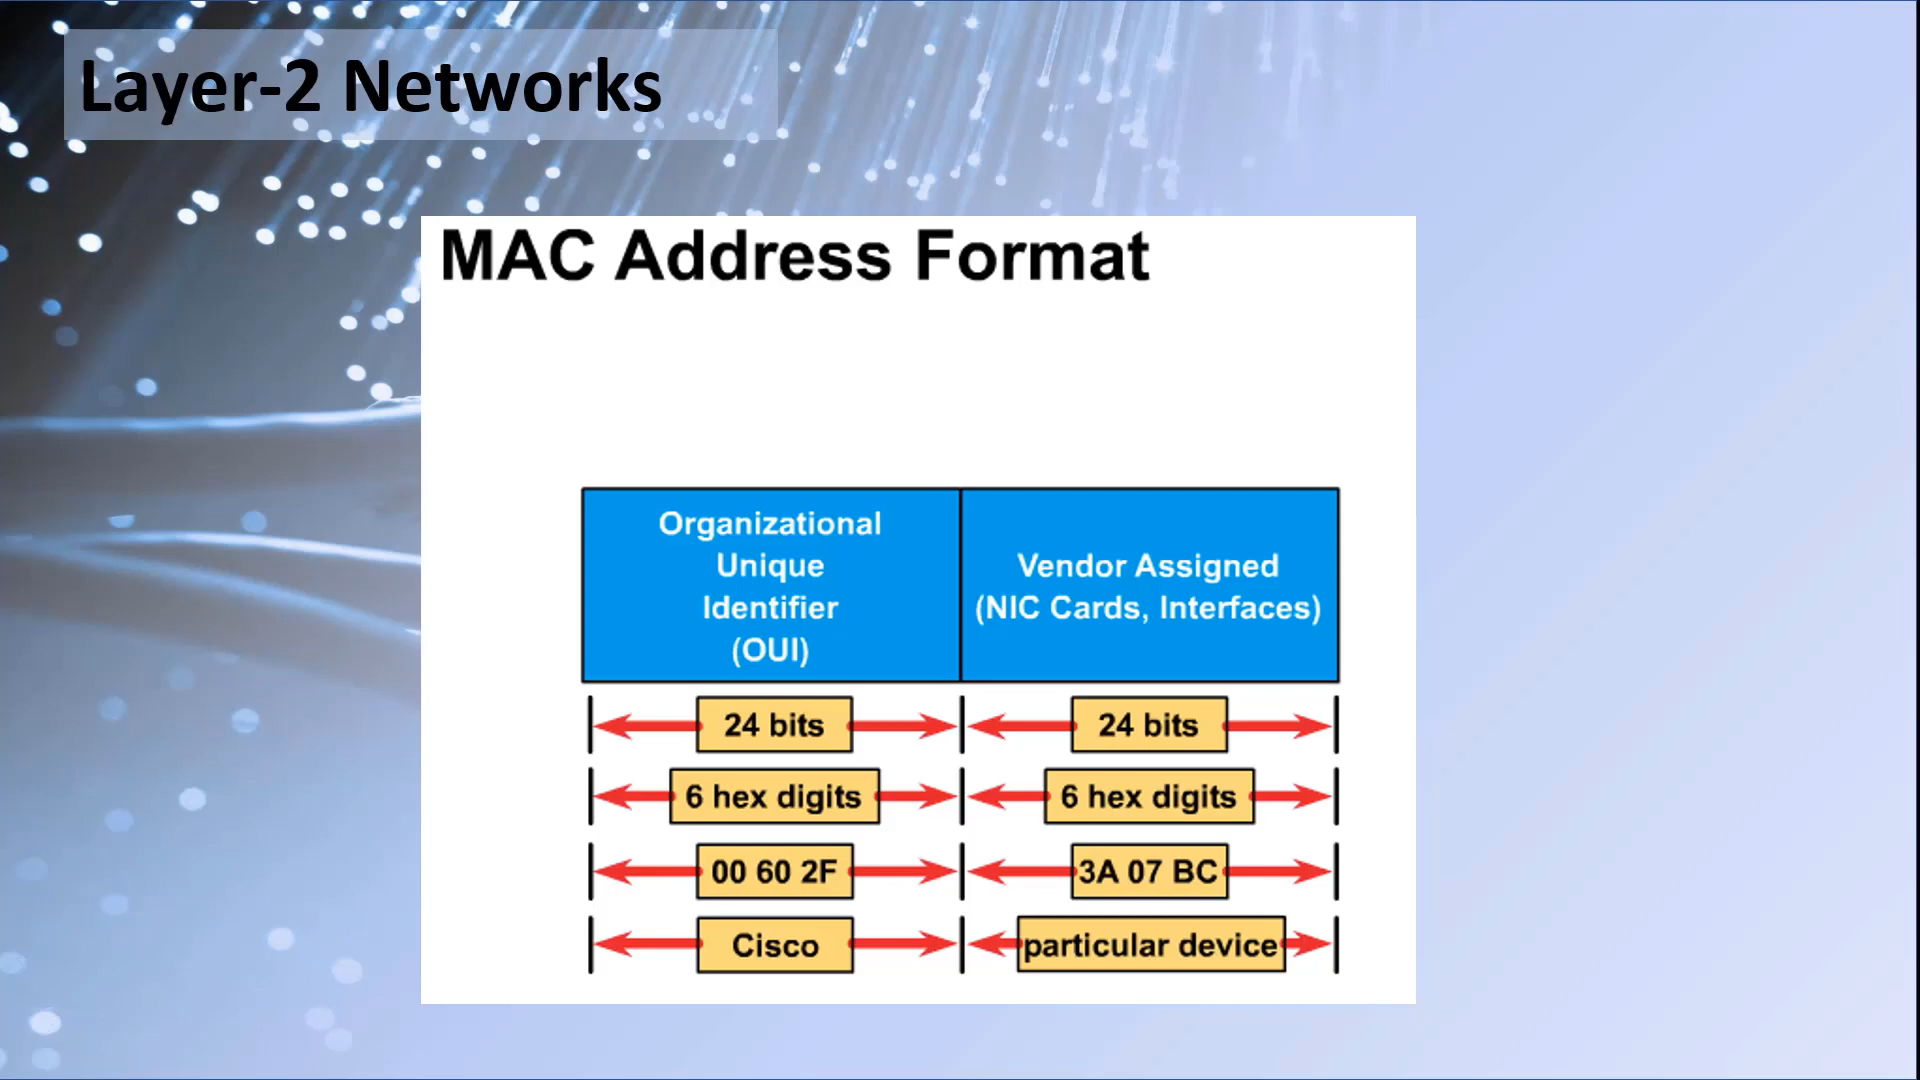 Layer-2 Networks
MAC Address Format
Organizational
Unique
Identifier
(OUI)
Vendor Assigned
(NIC Cards, Interfaces)
24 bits
24 bits
6 hex digits
6 hex digits
00 60 2F
3A 07 BC
Cisco
particular device